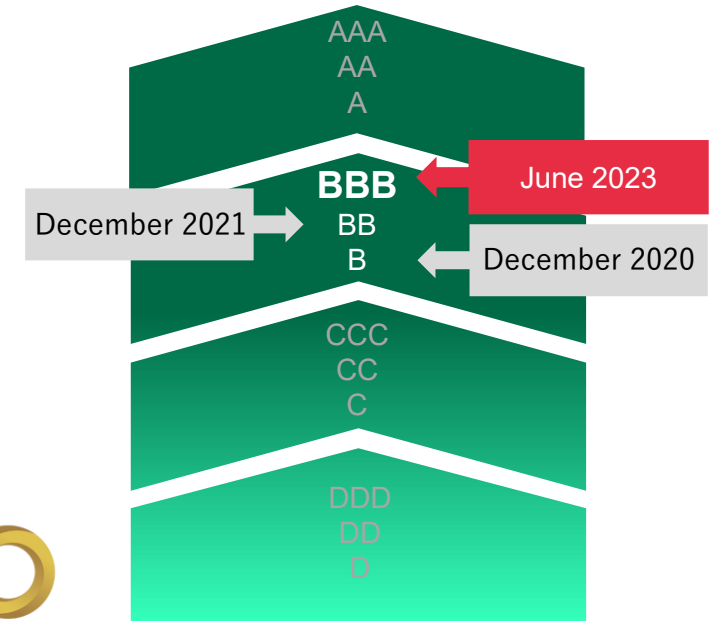 AAA
AA
A
BBB
June 2023
December 2021
BB
B
December 2020
CCC
CC
C
DDD
DD
D